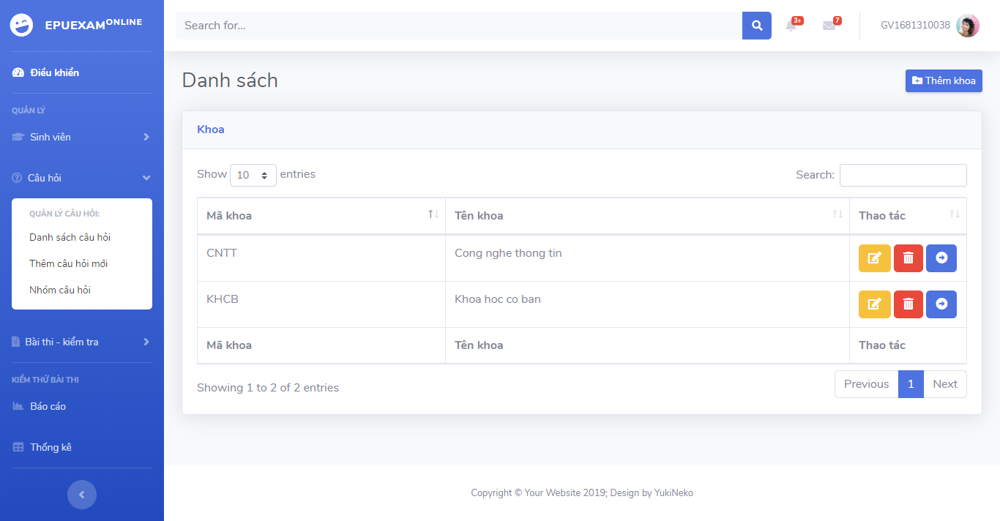 EPUEXAMONLINE
Search for...
3+
7
GV1681310038
Điều khiển
QUẢN LÝ
Sinh viên
Câu hỏi
QUẢN LÝ CÂU HỎI:
Danh sách câu hỏi
Thêm câu hỏi mới
Nhóm câu hỏi
Bài thi - kiểm tra
KIỂM THỬ BÀI THI
Báo cáo
Thống kê
Danh sách
Thêm khoa
Khoa
Show 10 entries
Search:
Mã khoa Tên khoa Thao tác
CNTT Cong nghe thong tin
KHCB Khoa hoc co ban
Mã khoa Tên khoa Thao tác
Showing 1 to 2 of 2 entries
Previous 1 Next
Copyright © Your Website 2019; Design by YukiNeko